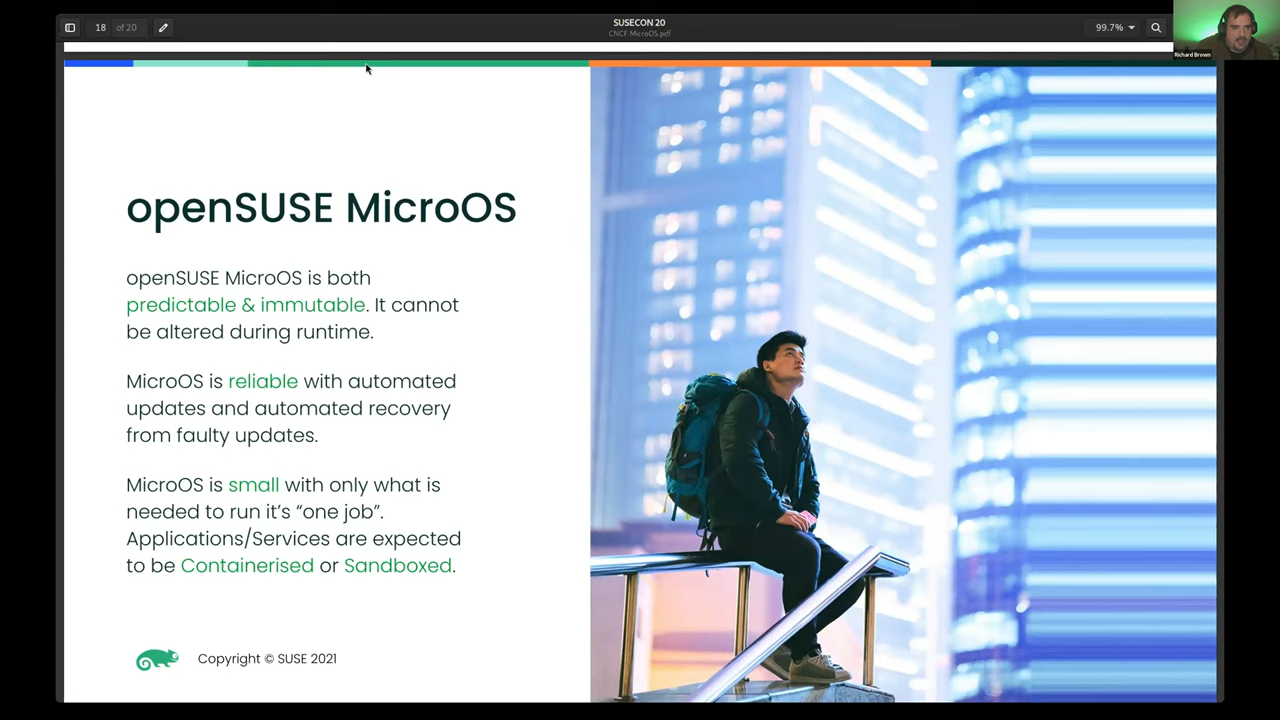 SUSECON 20
CNCF MicroOS.pdf
18 of 20
99.7%
Richard Brown
openSUSE MicroOS
openSUSE MicroOS is both
predictable & immutable. It cannot
be altered during runtime.
MicroOS is reliable with automated
updates and automated recovery
from faulty updates.
MicroOS is small with only what is
needed to run it's “one job”.
Applications/Services are expected
to be Containerised or Sandboxed.
Copyright © SUSE 2021